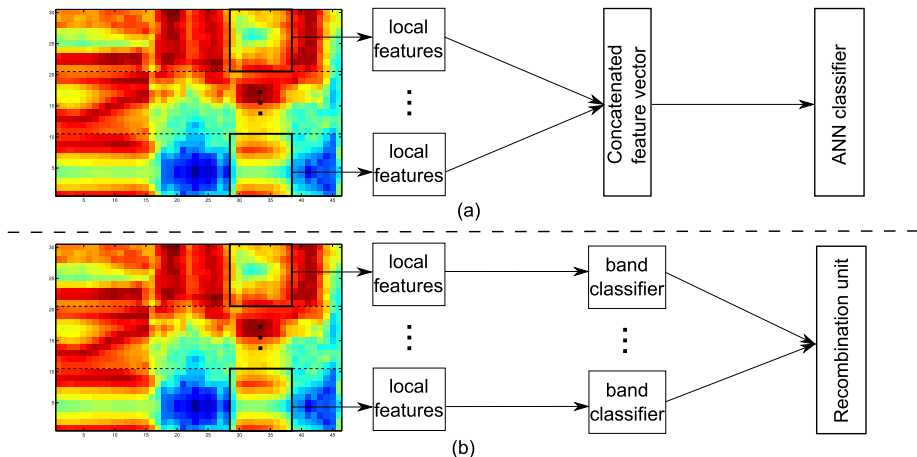 30
25
20
15
10
5
5 10 15 20 25 30 35 40 45
local
features
local
features
Concatenated
feature vector
ANN classifier
(a)
30
25
20
15
10
5
5 10 15 20 25 30 35 40 45
local
features
local
features
band
classifier
band
classifier
Recombination unit
(b)